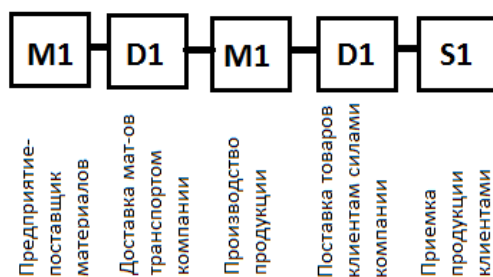 M1
D1
M1
D1
S1
Предприятие-
поставщик
материалов
Доставка мат-ов
транспортом
компании
Производство
продукции
Поставка товаров
клиентам силами
компании
Приемка
продукции
клиентами